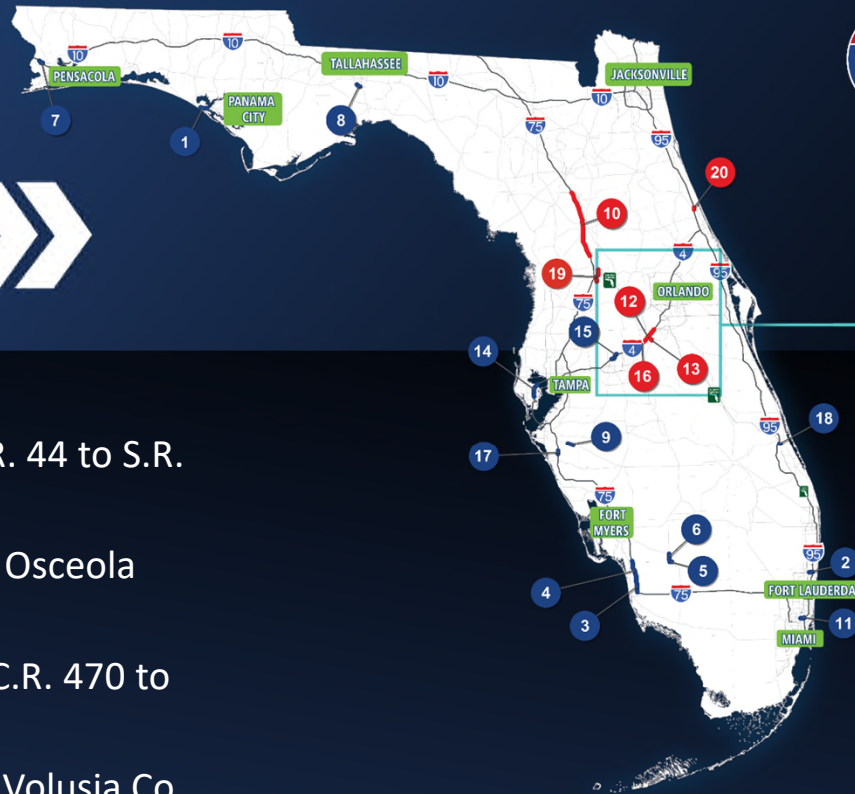 10
10
10
10
TALLAHASSEE
JACKSONVILLE
PENSACOLA
PANAMA
CITY
7
1
8
75
95
20
10
4
19
95
ORLANDO
75
12
15
4
14
16
13
TAMPA
R. 44 to S.R.
9
17
95
18
75
FORT
MYERS
6
Osceola
95
2
5
4
75
FORT LAUDERDA
3
11
MIAMI
C.R. 470 to
Volusia Co